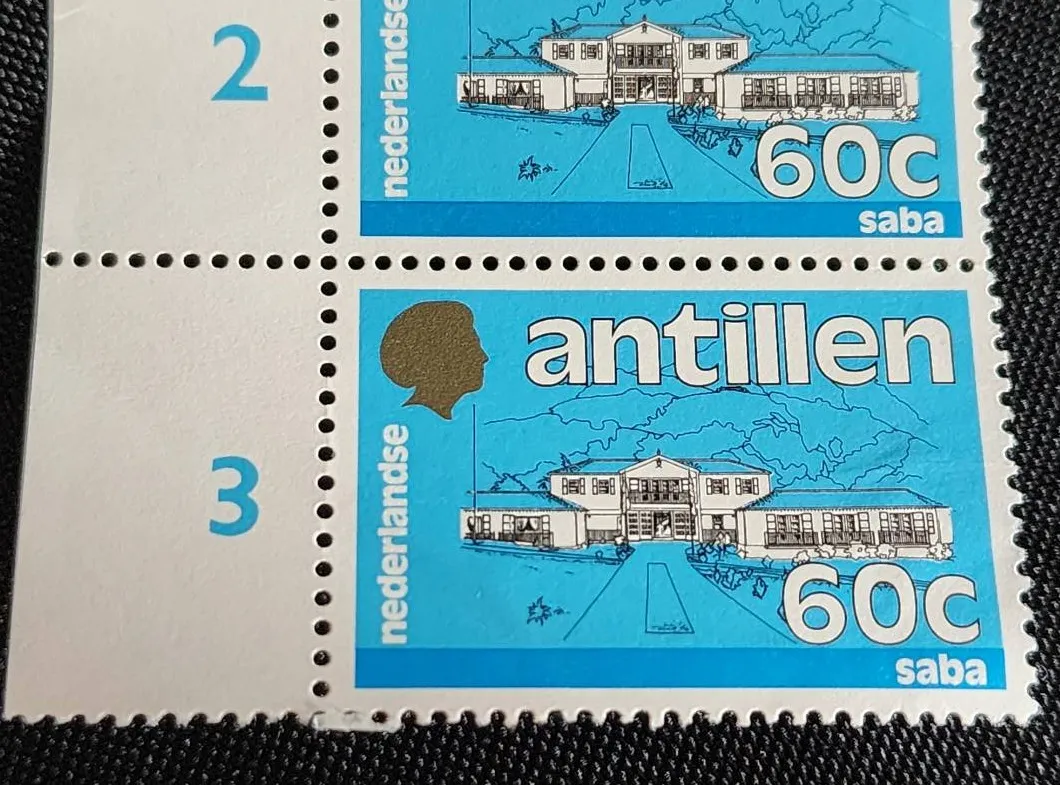 2
nederlandse
60c
saba
3
antillen
nederlandse
60c
saba